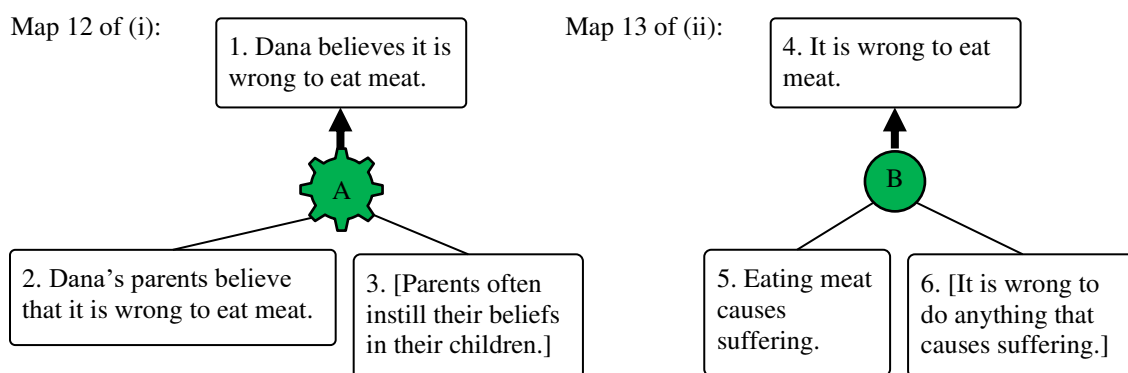 Map 12 of (i):
1. Dana believes it is
wrong to eat meat.
A
2. Dana’s parents believe
that it is wrong to eat meat.
3. [Parents often
instill their beliefs
in their children.]
Map 13 of (ii):
4. It is wrong to eat
meat.
B
5. Eating meat
causes
suffering.
6. [It is wrong to
do anything that
causes suffering.]